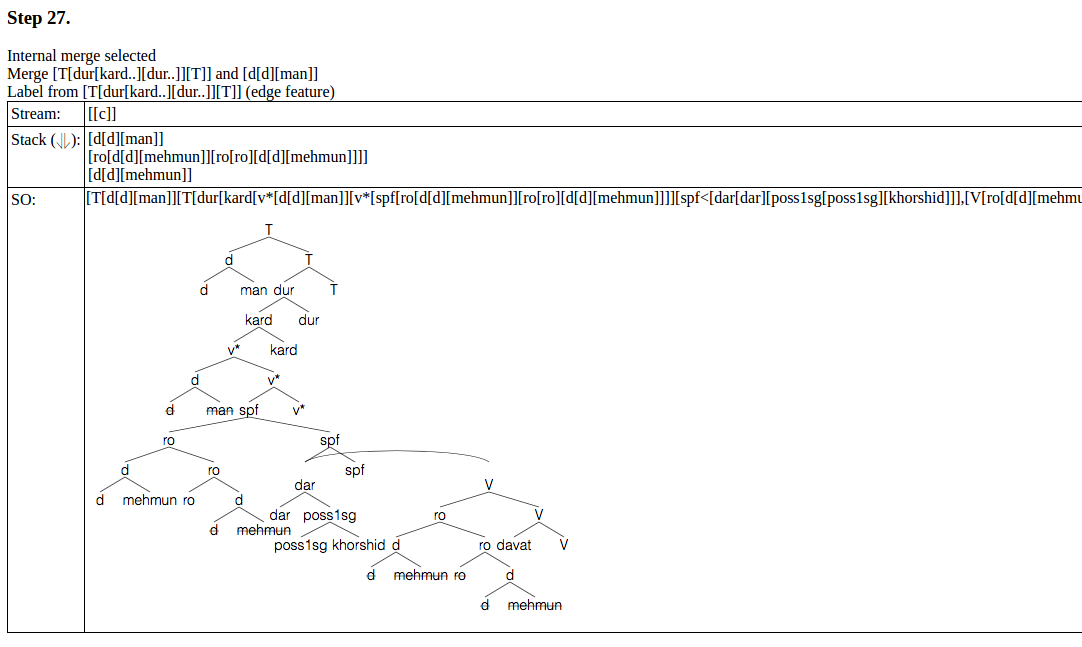 Step 27.
Internal merge selected
Merge [T[dur[kard..][dur..]][T]] and [d[d][man]]
Label from [T[dur[kard..][dur..]][T]] (edge feature)
Stream: [[c]]
Stack (⇃⇂): [d[d][man]]
[ro[d[d][mehmun]][ro[ro][d[d][mehmun]]]]
[d[d][mehmun]]
SO: [T[d[d][man]][T[dur[kard[v*[d[d][man]][v*[spf[ro[d[d][mehmun]][ro[ro][d[d][mehmun]]]][spf<[dar[dar][poss1sg[poss1sg][khorshid]]],[V[ro[d[d][mehmu
T
d T
d man dur T
kard dur
v* kard
d v*
d man spf v*
ro spf
d ro spf
dar V
d mehmun ro d
dar poss1sg ro V
d mehmun
poss1sg khorshid d ro davat V
d mehmun ro d
d mehmun